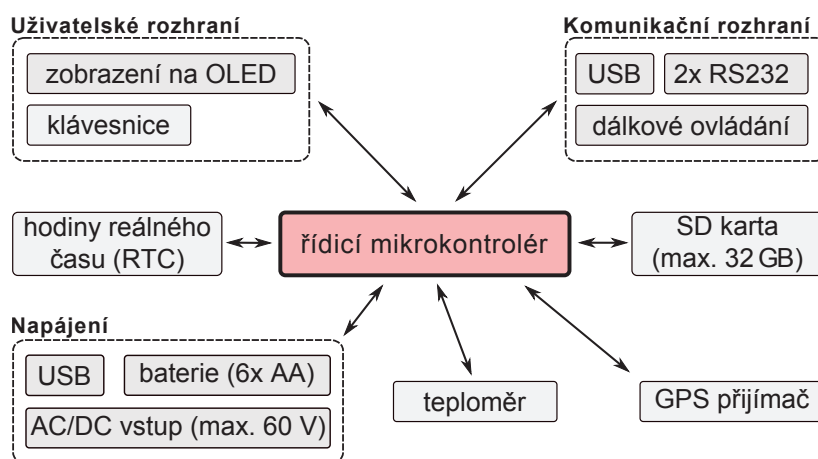 Uživatelské rozhraní
zobrazení na OLED
klávesnice
Komunikační rozhraní
USB
2x RS232
dálkové ovládání
hodiny reálného
času (RTC)
řídicí mikrokontrolér
SD karta
(max. 32 GB)
Napájení
USB
baterie (6x AA)
AC/DC vstup (max. 60 V)
teploměr
GPS přijímač